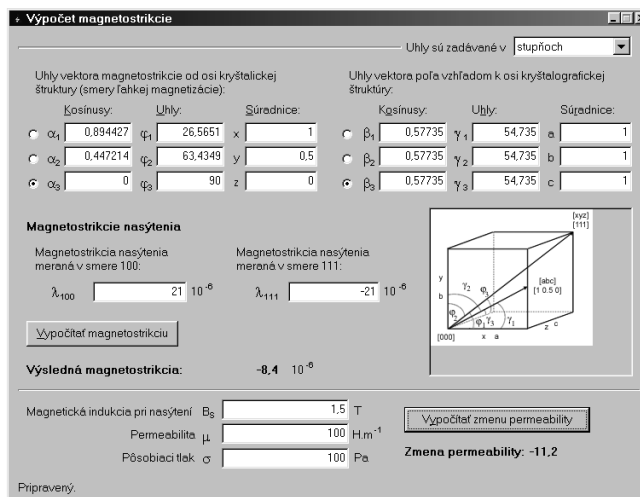 Výpočet magnetostrikcie
Uhly sú zadávané v stupňoch
Uhly vektora magnetostrikcie od osi kryštalickej
štruktúry (smery ľahkej magnetizácie):
Kosínusy: Uhly: Súradnice:
α1 0,894427 φ1 26,5651 x 1
α2 0,447214 φ2 63,4349 y 0,5
α3 0 φ3 90 z 0
Uhly vektora poľa vzhľadom k osi kryštalografickej
štruktúry:
Kosínusy: Uhly: Súradnice:
β1 0,57735 γ1 54,735 a 1
β2 0,57735 γ2 54,735 b 1
β3 0,57735 γ3 54,735 c 1
Magnetostrikcie nasýtenia
Magnetostrikcia nasýtenia
meraná v smere 100:
λ100 21 10-6
Magnetostrikcia nasýtenia
meraná v smere 111:
λ111 -21 10-6
Vypočítať magnetostrikciu
Výsledná magnetostrikcia: -8,4 10-6
[xyz]
[111]
y
b
γ2
φ3
[abc]
[1 0.5 0]
φ2
φ1
γ3
γ1
z c
[000] x a
Magnetická indukcia pri nasýtení BS 1,5 T
Permeabilita μ 100 H.m-1
Pôsobiaci tlak σ 100 Pa
Vypočítať zmenu permeability
Zmena permeability: -11,2
Pripravený.